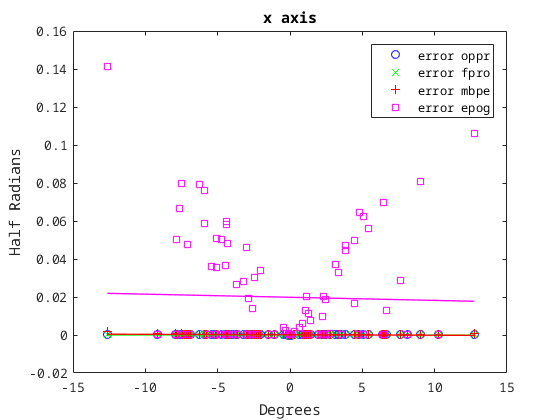 x axis
0.16
0.14
0.12
0.1
0.08
0.06
0.04
0.02
0
-0.02
Half Radians
error oppr
error fpro
error mbpe
error epog
-15 -10 -5 0 5 10 15
Degrees